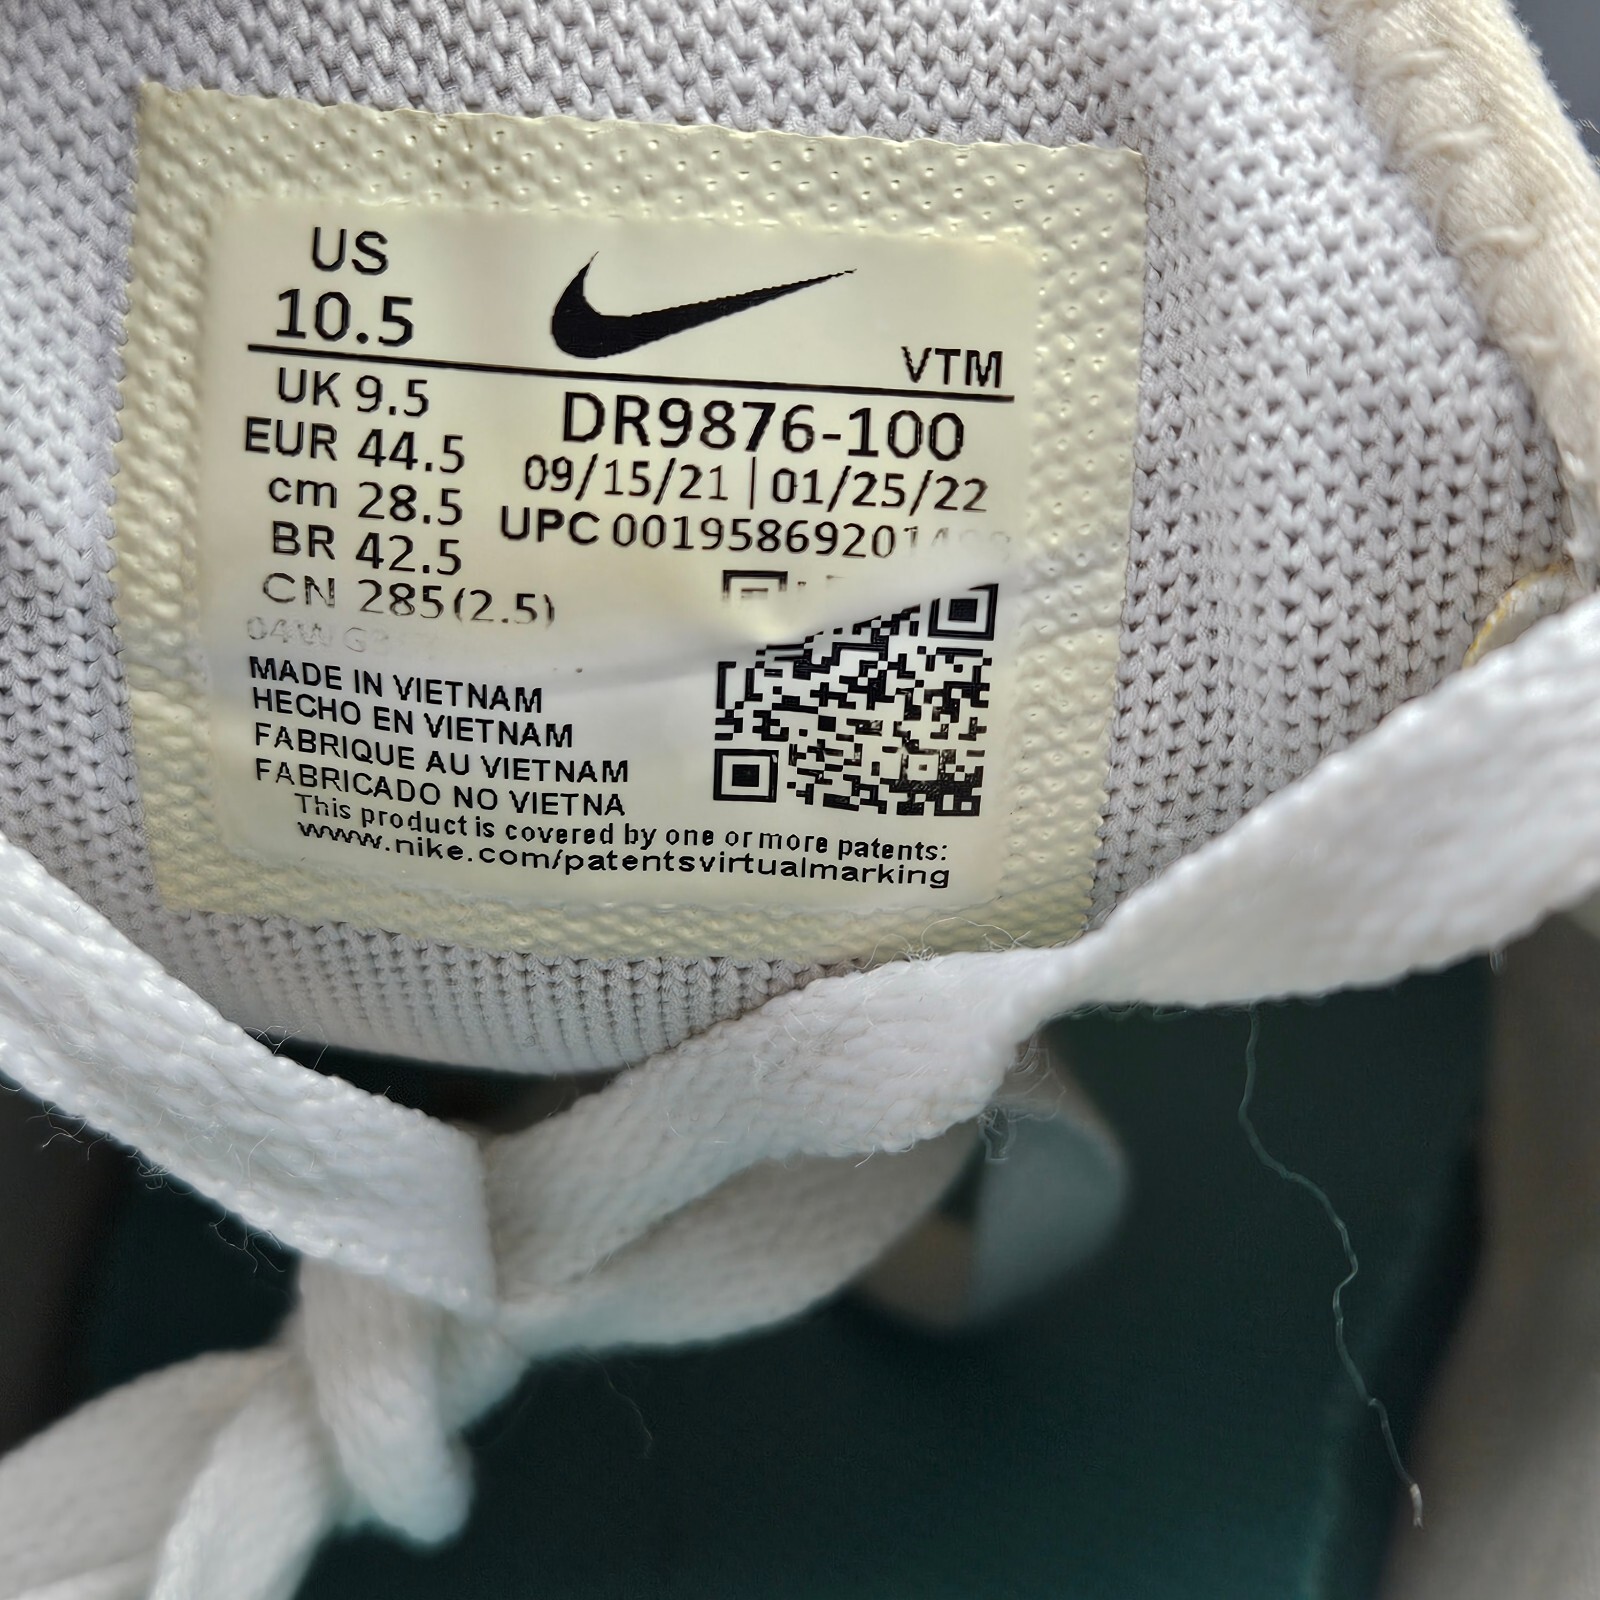 US
10.5
VTM
UK 9.5
EUR 44.5
cm 28.5
BR 42.5
CN 285(2.5)
DR9876-100
09/15/21 | 01/25/22
UPC
MADE IN VIETNAM
HECHO EN VIETNAM
FABRIQUE AU VIETNAM
FABRICADO NO VIETNA
This product is covered by one or more patents:
www.nike.com/patentsvirtualmarking